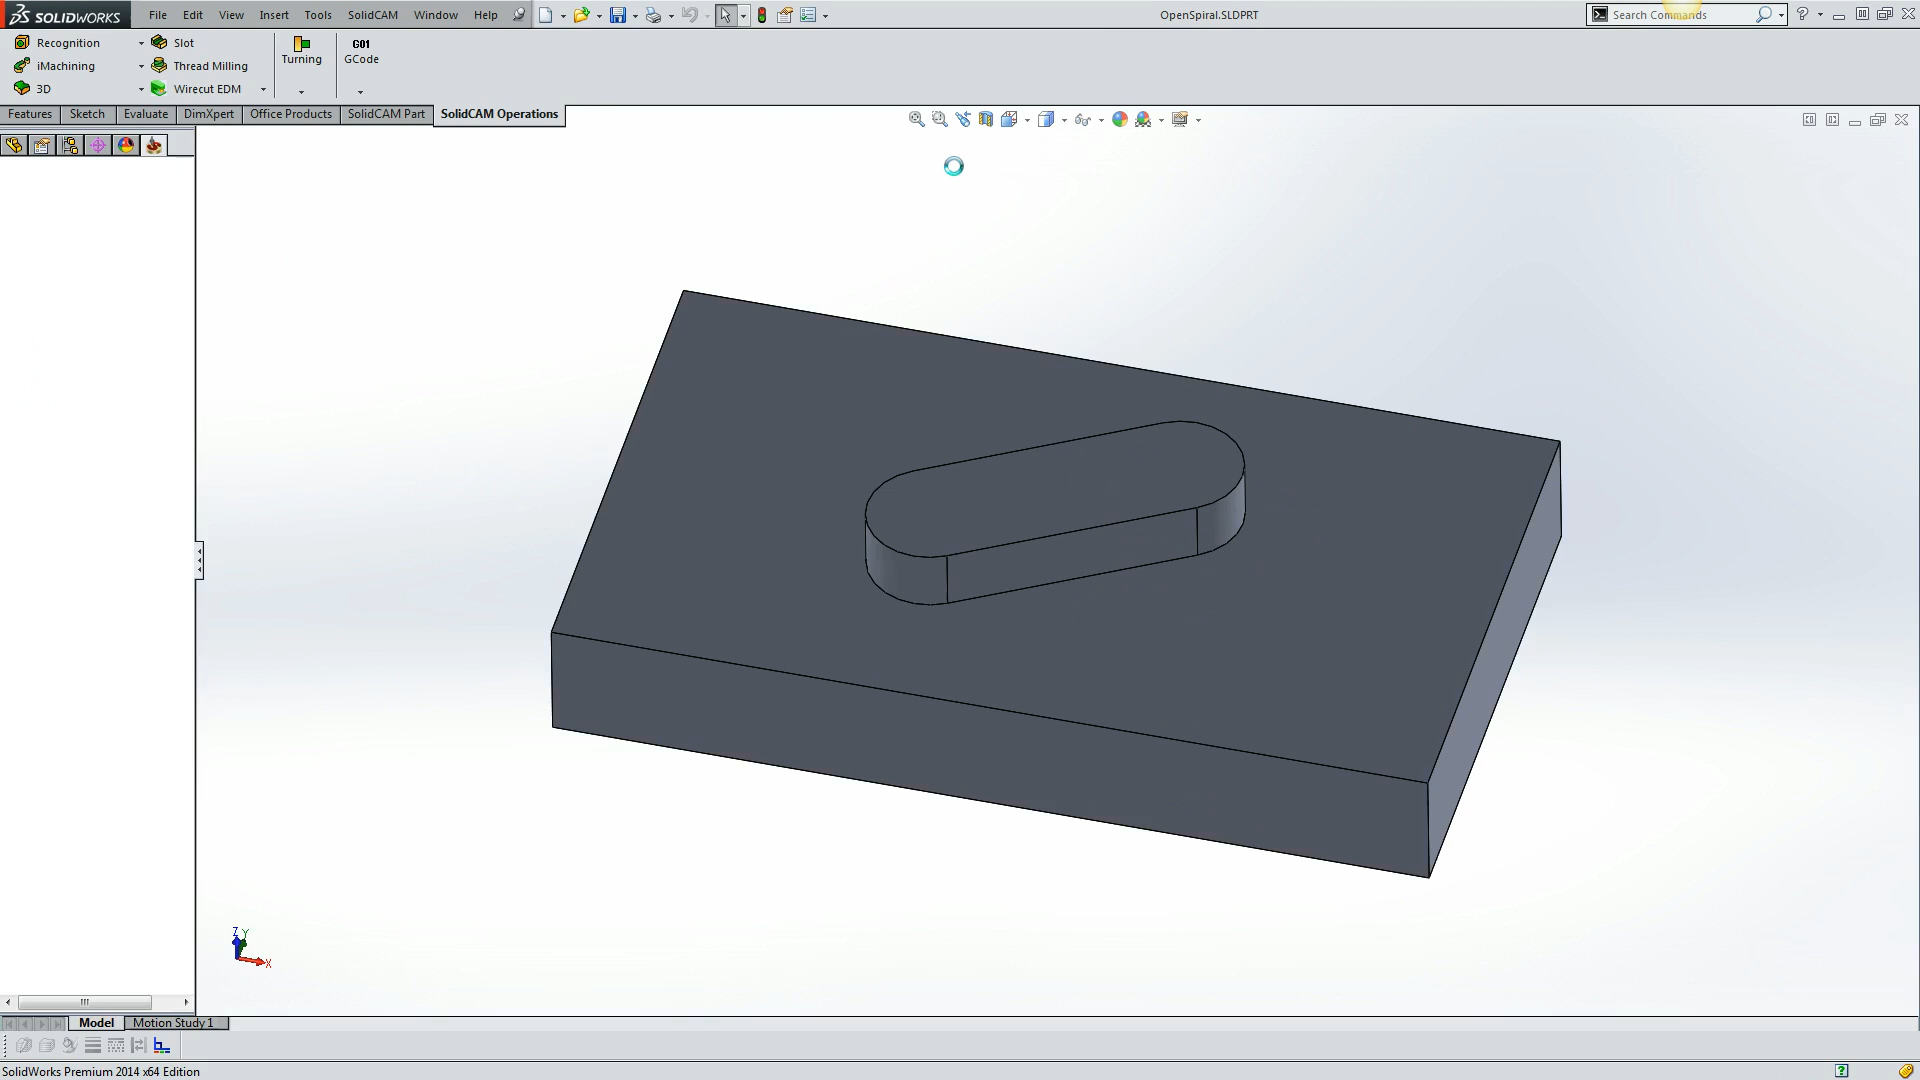 SOLIDWORKS File Edit View Insert Tools SolidCAM Window Help OpenSpiral.SLDPRT Search Commands
Recognition Slot
iMachining Thread Milling
3D Wirecut EDM
Turning
G01
GCode
Features Sketch Evaluate DimXpert Office Products SolidCAM Part SolidCAM Operations
Z Y
X
Model Motion Study 1
SolidWorks Premium 2014 x64 Edition